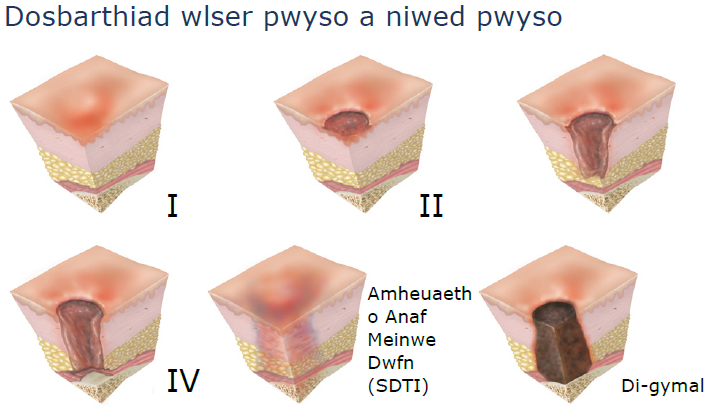 Dosbarthiad wlser pwyso a niwed pwyso
I
II
IV
Amheuaeth
o Anaf
Meinwe
Dwfn
(SDTI)
Di-gymal